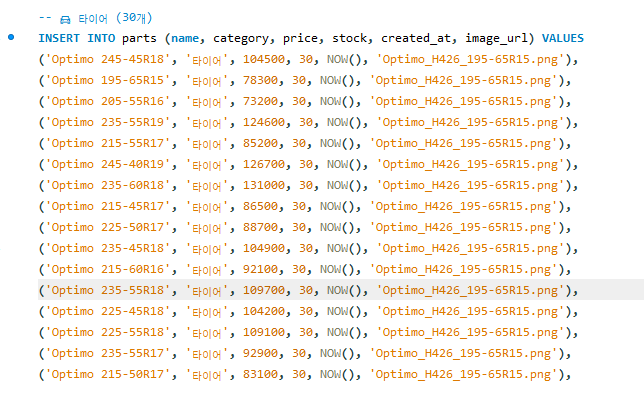 -- 🚘 타이어 (30개)
INSERT INTO parts (name, category, price, stock, created_at, image_url) VALUES
('Optimo 245-45R18', '타이어', 104500, 30, NOW(), 'Optimo_H426_195-65R15.png'),
('Optimo 195-65R15', '타이어', 78300, 30, NOW(), 'Optimo_H426_195-65R15.png'),
('Optimo 205-55R16', '타이어', 73200, 30, NOW(), 'Optimo_H426_195-65R15.png'),
('Optimo 235-55R19', '타이어', 124600, 30, NOW(), 'Optimo_H426_195-65R15.png'),
('Optimo 215-55R17', '타이어', 85200, 30, NOW(), 'Optimo_H426_195-65R15.png'),
('Optimo 245-40R19', '타이어', 126700, 30, NOW(), 'Optimo_H426_195-65R15.png'),
('Optimo 235-60R18', '타이어', 131000, 30, NOW(), 'Optimo_H426_195-65R15.png'),
('Optimo 215-45R17', '타이어', 86500, 30, NOW(), 'Optimo_H426_195-65R15.png'),
('Optimo 225-50R17', '타이어', 88700, 30, NOW(), 'Optimo_H426_195-65R15.png'),
('Optimo 235-45R18', '타이어', 104900, 30, NOW(), 'Optimo_H426_195-65R15.png'),
('Optimo 215-60R16', '타이어', 92100, 30, NOW(), 'Optimo_H426_195-65R15.png'),
('Optimo 235-55R18', '타이어', 109700, 30, NOW(), 'Optimo_H426_195-65R15.png'),
('Optimo 225-45R18', '타이어', 104200, 30, NOW(), 'Optimo_H426_195-65R15.png'),
('Optimo 225-55R18', '타이어', 109100, 30, NOW(), 'Optimo_H426_195-65R15.png'),
('Optimo 235-55R17', '타이어', 92900, 30, NOW(), 'Optimo_H426_195-65R15.png'),
('Optimo 215-50R17', '타이어', 83100, 30, NOW(), 'Optimo_H426_195-65R15.png'),